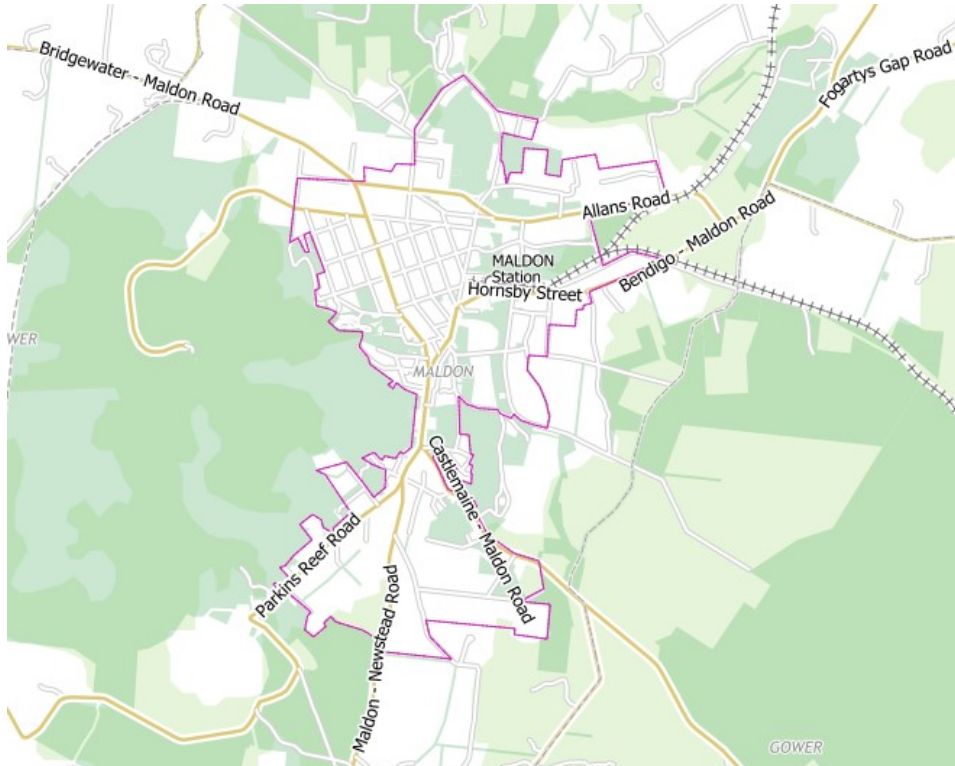 Bridgewater - Maldon Road
Fogartys Gap Road
Allans Road
Bendigo - Maldon Road
MALDON
Station
Hornsby Street
WER
MALDON
Castlemaine - Maldon Road
Parkins Reef Road
Maldon - Newstead Road
GOWER